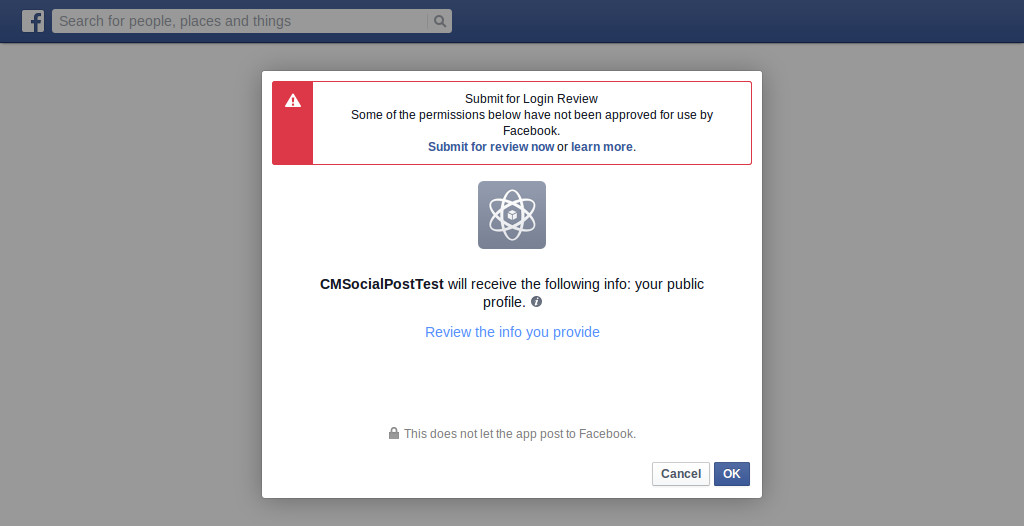 Search for people, places and things
Submit for Login Review
Some of the permissions below have not been approved for use by
Facebook.
Submit for review now or learn more.
CMSocialPostTest will receive the following info: your public
profile.
Review the info you provide
This does not let the app post to Facebook.
Cancel OK